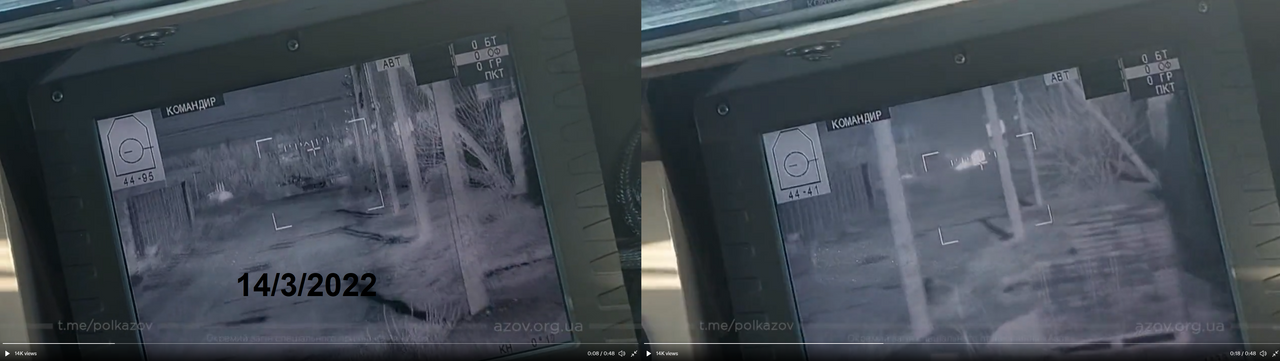 КОМАНДИР
АВТ
0 БТ
0 ОФ
0 ГР
ПКТ
44-95
14/3/2022
t.me/polkazov
azov.org.ua
КН
14K views
0:08 / 0:48
КОМАНДИР
АВТ
0 БТ
0 ОФ
0 ГР
ПКТ
44-41
t.me/polkazov
azov.org.ua
14K views
0:18 / 0:48